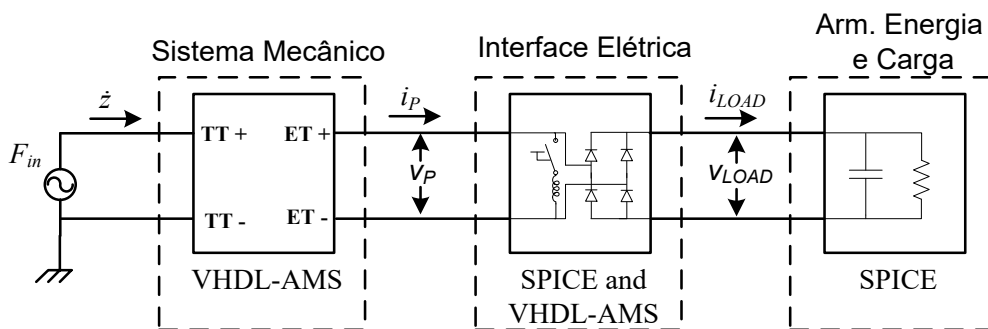 Sistema Mecânico
Interface Elétrica
Arm. Energia
e Carga
ż
i_P
i_LOAD
F_in
TT +
ET +
v_P
v_LOAD
TT -
ET -
VHDL-AMS
SPICE and
VHDL-AMS
SPICE